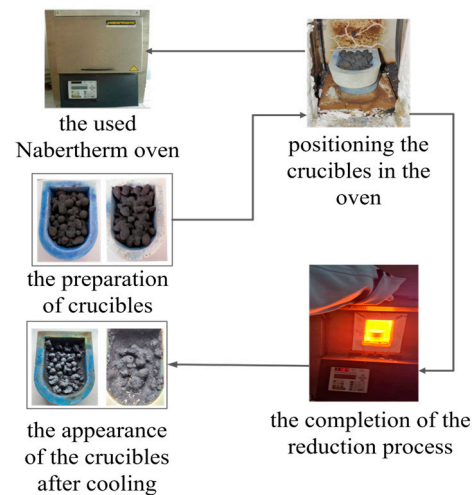 the used
Nabertherm oven
positioning the
crucibles in the
oven
the preparation
of crucibles
the appearance
of the crucibles
after cooling
the completion of the
reduction process